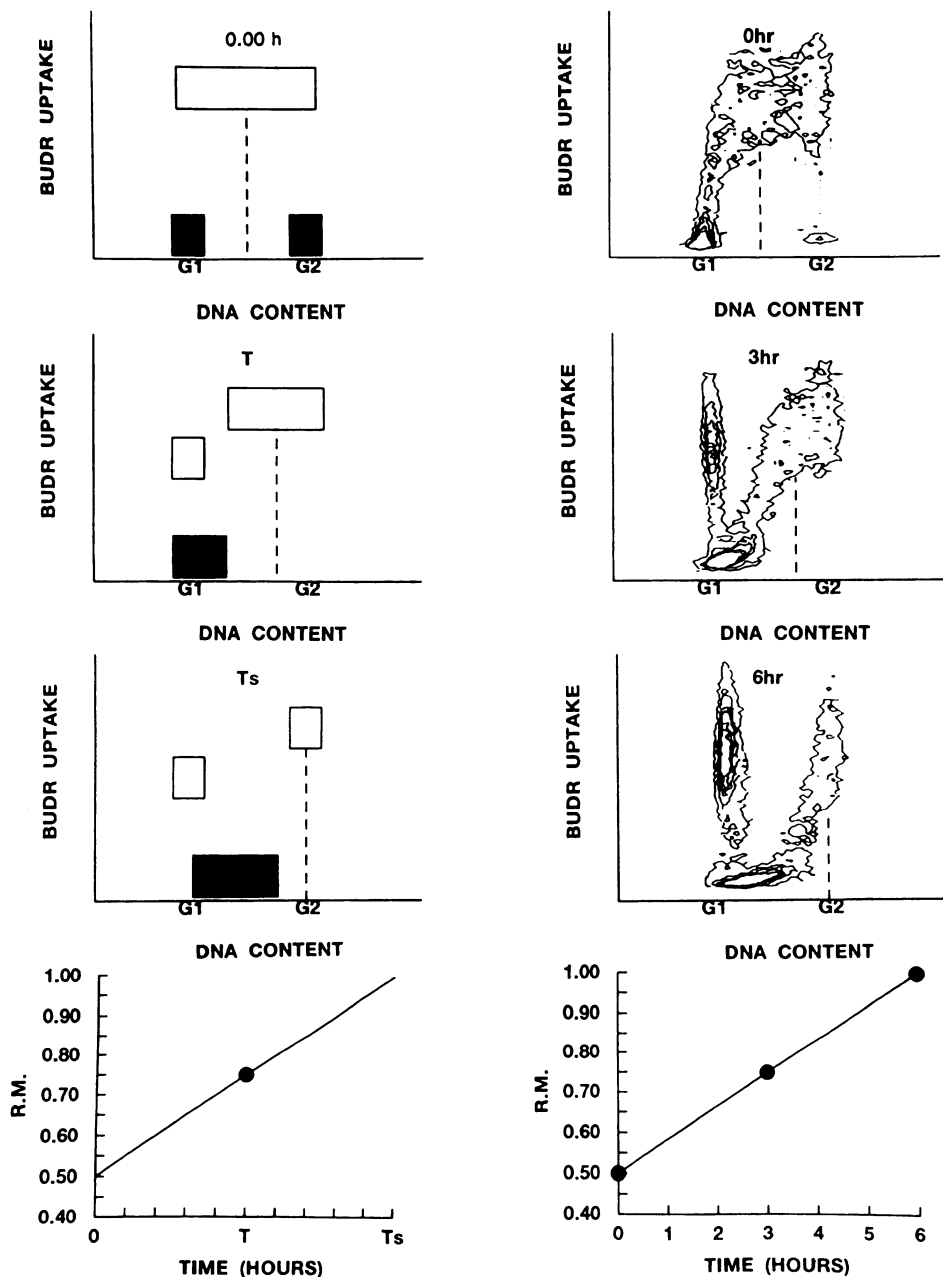 0.00 h
BUDR UPTAKE
G1 G2
DNA CONTENT
0hr
BUDR UPTAKE
G1 G2
DNA CONTENT
T
BUDR UPTAKE
G1 G2
DNA CONTENT
3hr
BUDR UPTAKE
G1 G2
DNA CONTENT
Ts
BUDR UPTAKE
G1 G2
DNA CONTENT
6hr
BUDR UPTAKE
G1 G2
DNA CONTENT
R.M.
1.00
0.90
0.80
0.70
0.60
0.50
0.40
0 T Ts
TIME (HOURS)
R.M.
1.00
0.90
0.80
0.70
0.60
0.50
0.40
0 1 2 3 4 5 6
TIME (HOURS)